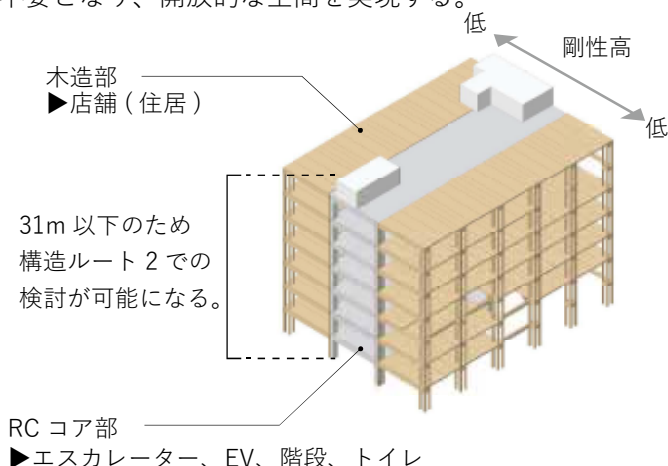 不要となり、開放的な空間を実現する。
低
剛性高
低
木造部
▶店舗 ( 住居 )
31m 以下のため
構造ルート 2 での
検討が可能になる。
RC コア部
▶エスカレーター、EV、階段、トイレ